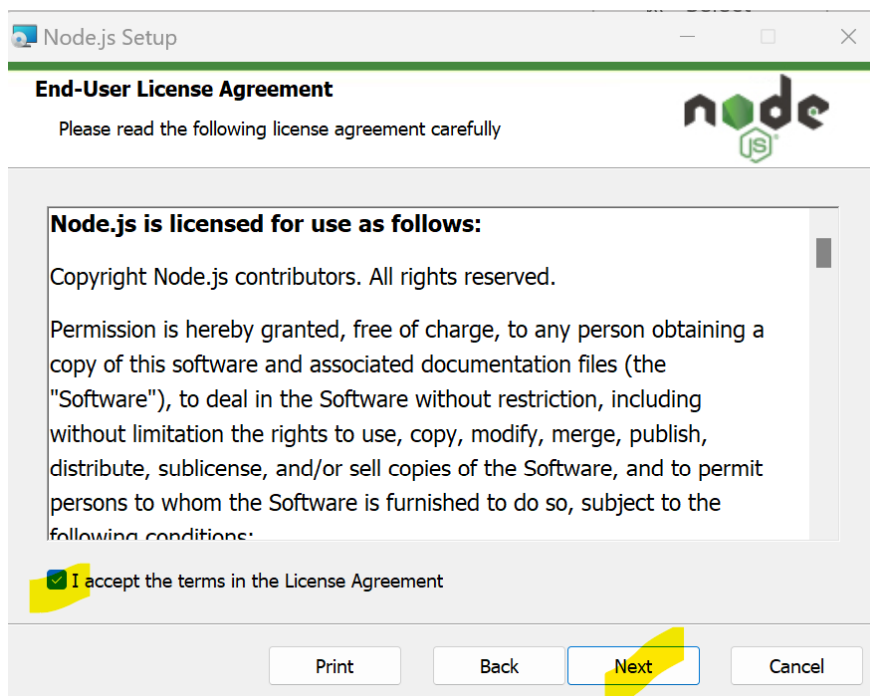 Node.js Setup
End-User License Agreement
Please read the following license agreement carefully
node
JS
Node.js is licensed for use as follows:
Copyright Node.js contributors. All rights reserved.
Permission is hereby granted, free of charge, to any person obtaining a
copy of this software and associated documentation files (the
"Software"), to deal in the Software without restriction, including
without limitation the rights to use, copy, modify, merge, publish,
distribute, sublicense, and/or sell copies of the Software, and to permit
persons to whom the Software is furnished to do so, subject to the
following conditions:
I accept the terms in the License Agreement
Print Back Next Cancel